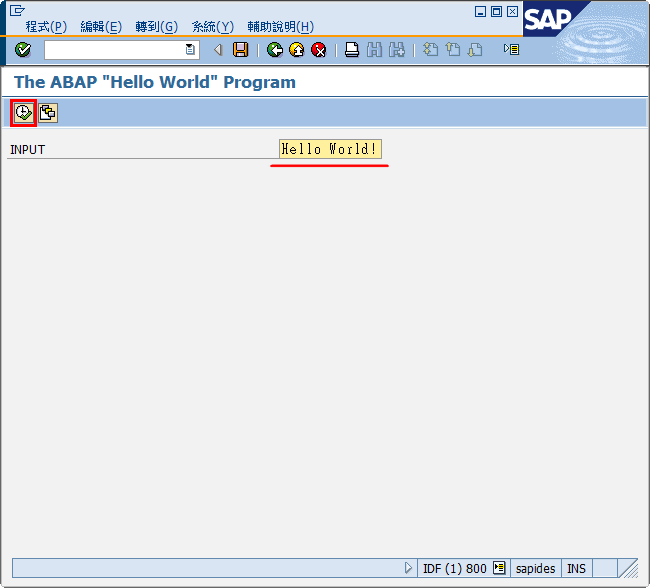 程式(P) 編輯(E) 轉到(G) 系統(Y) 輔助說明(H)
SAP
The ABAP "Hello World" Program
INPUT Hello World!
IDF (1) 800 sapides INS